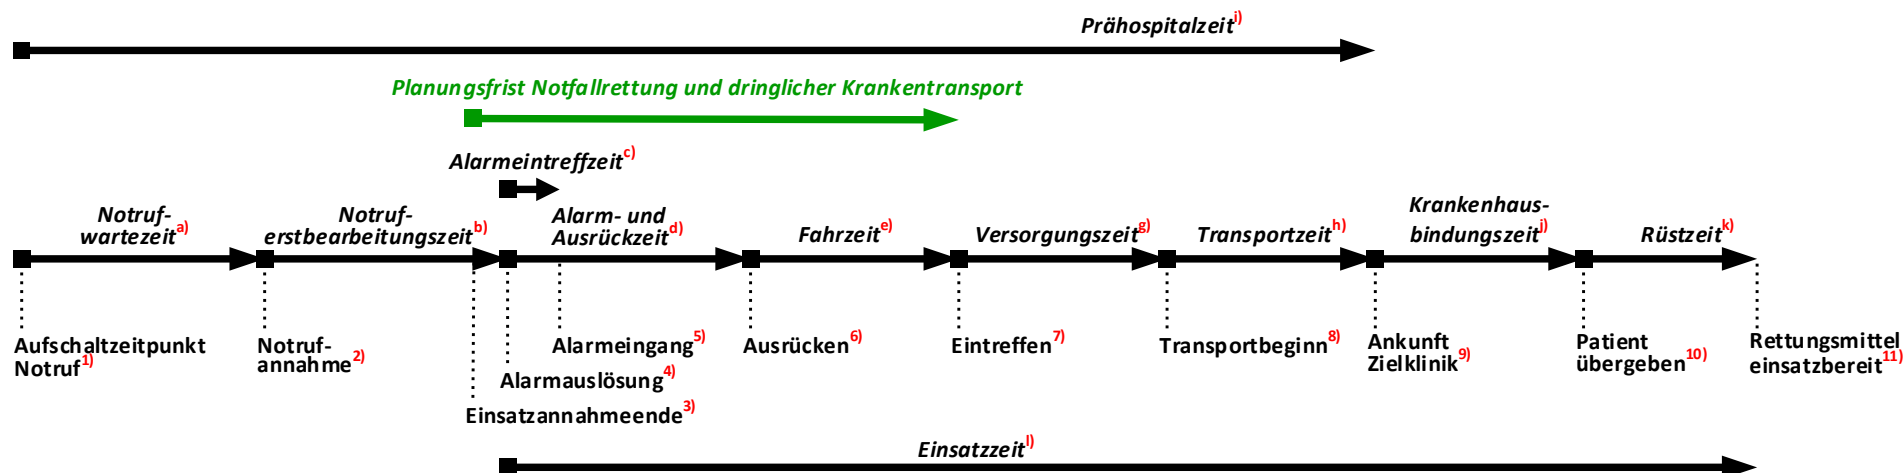 Prähospitalzeit i)
Planungsfrist Notfallrettung und dringlicher Krankentransport
Alarmeintreffzeit c)
Notruf-
wartezeit a)
Notruf-
erstbearbeitungszeit b)
Alarm- und
Ausrückzeit d)
Fahrzeit e)
Versorgungszeit g)
Transportzeit h)
Krankenhaus-
bindungszeit j)
Rüstzeit k)
Aufschaltzeitpunkt
Notruf 1)
Notruf-
annahme 2)
Alarmeingang 5)
Alarmauslösung 4)
Einsatzannahmeende 3)
Ausrücken 6)
Eintreffen 7)
Transportbeginn 8)
Ankunft
Zielklinik 9)
Patient
übergeben 10)
Rettungsmittel
einsatzbereit 11)
Einsatzzeit l)